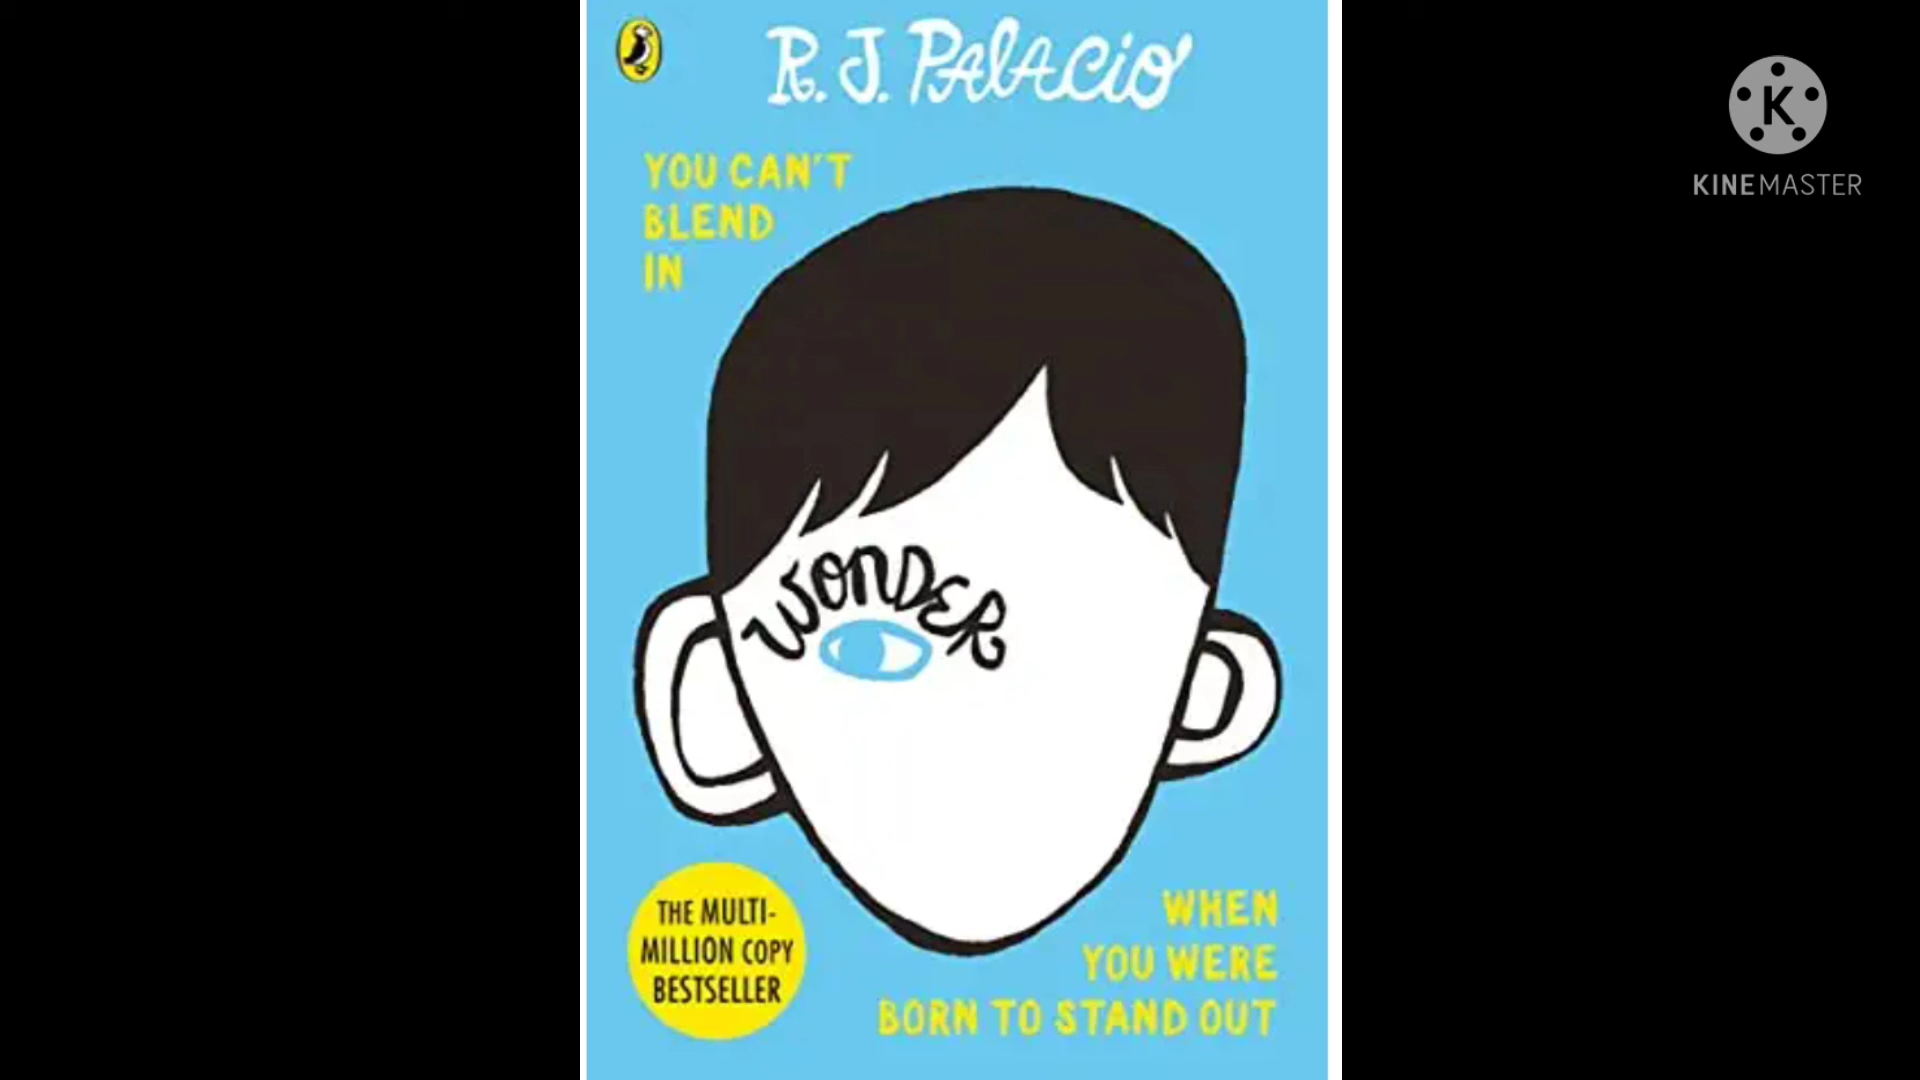 R. J. PALACIO
YOU CAN'T
BLEND
IN
WONDER
THE MULTI-
MILLION COPY
BESTSELLER
WHEN
YOU WERE
BORN TO STAND OUT
K
KINEMASTER